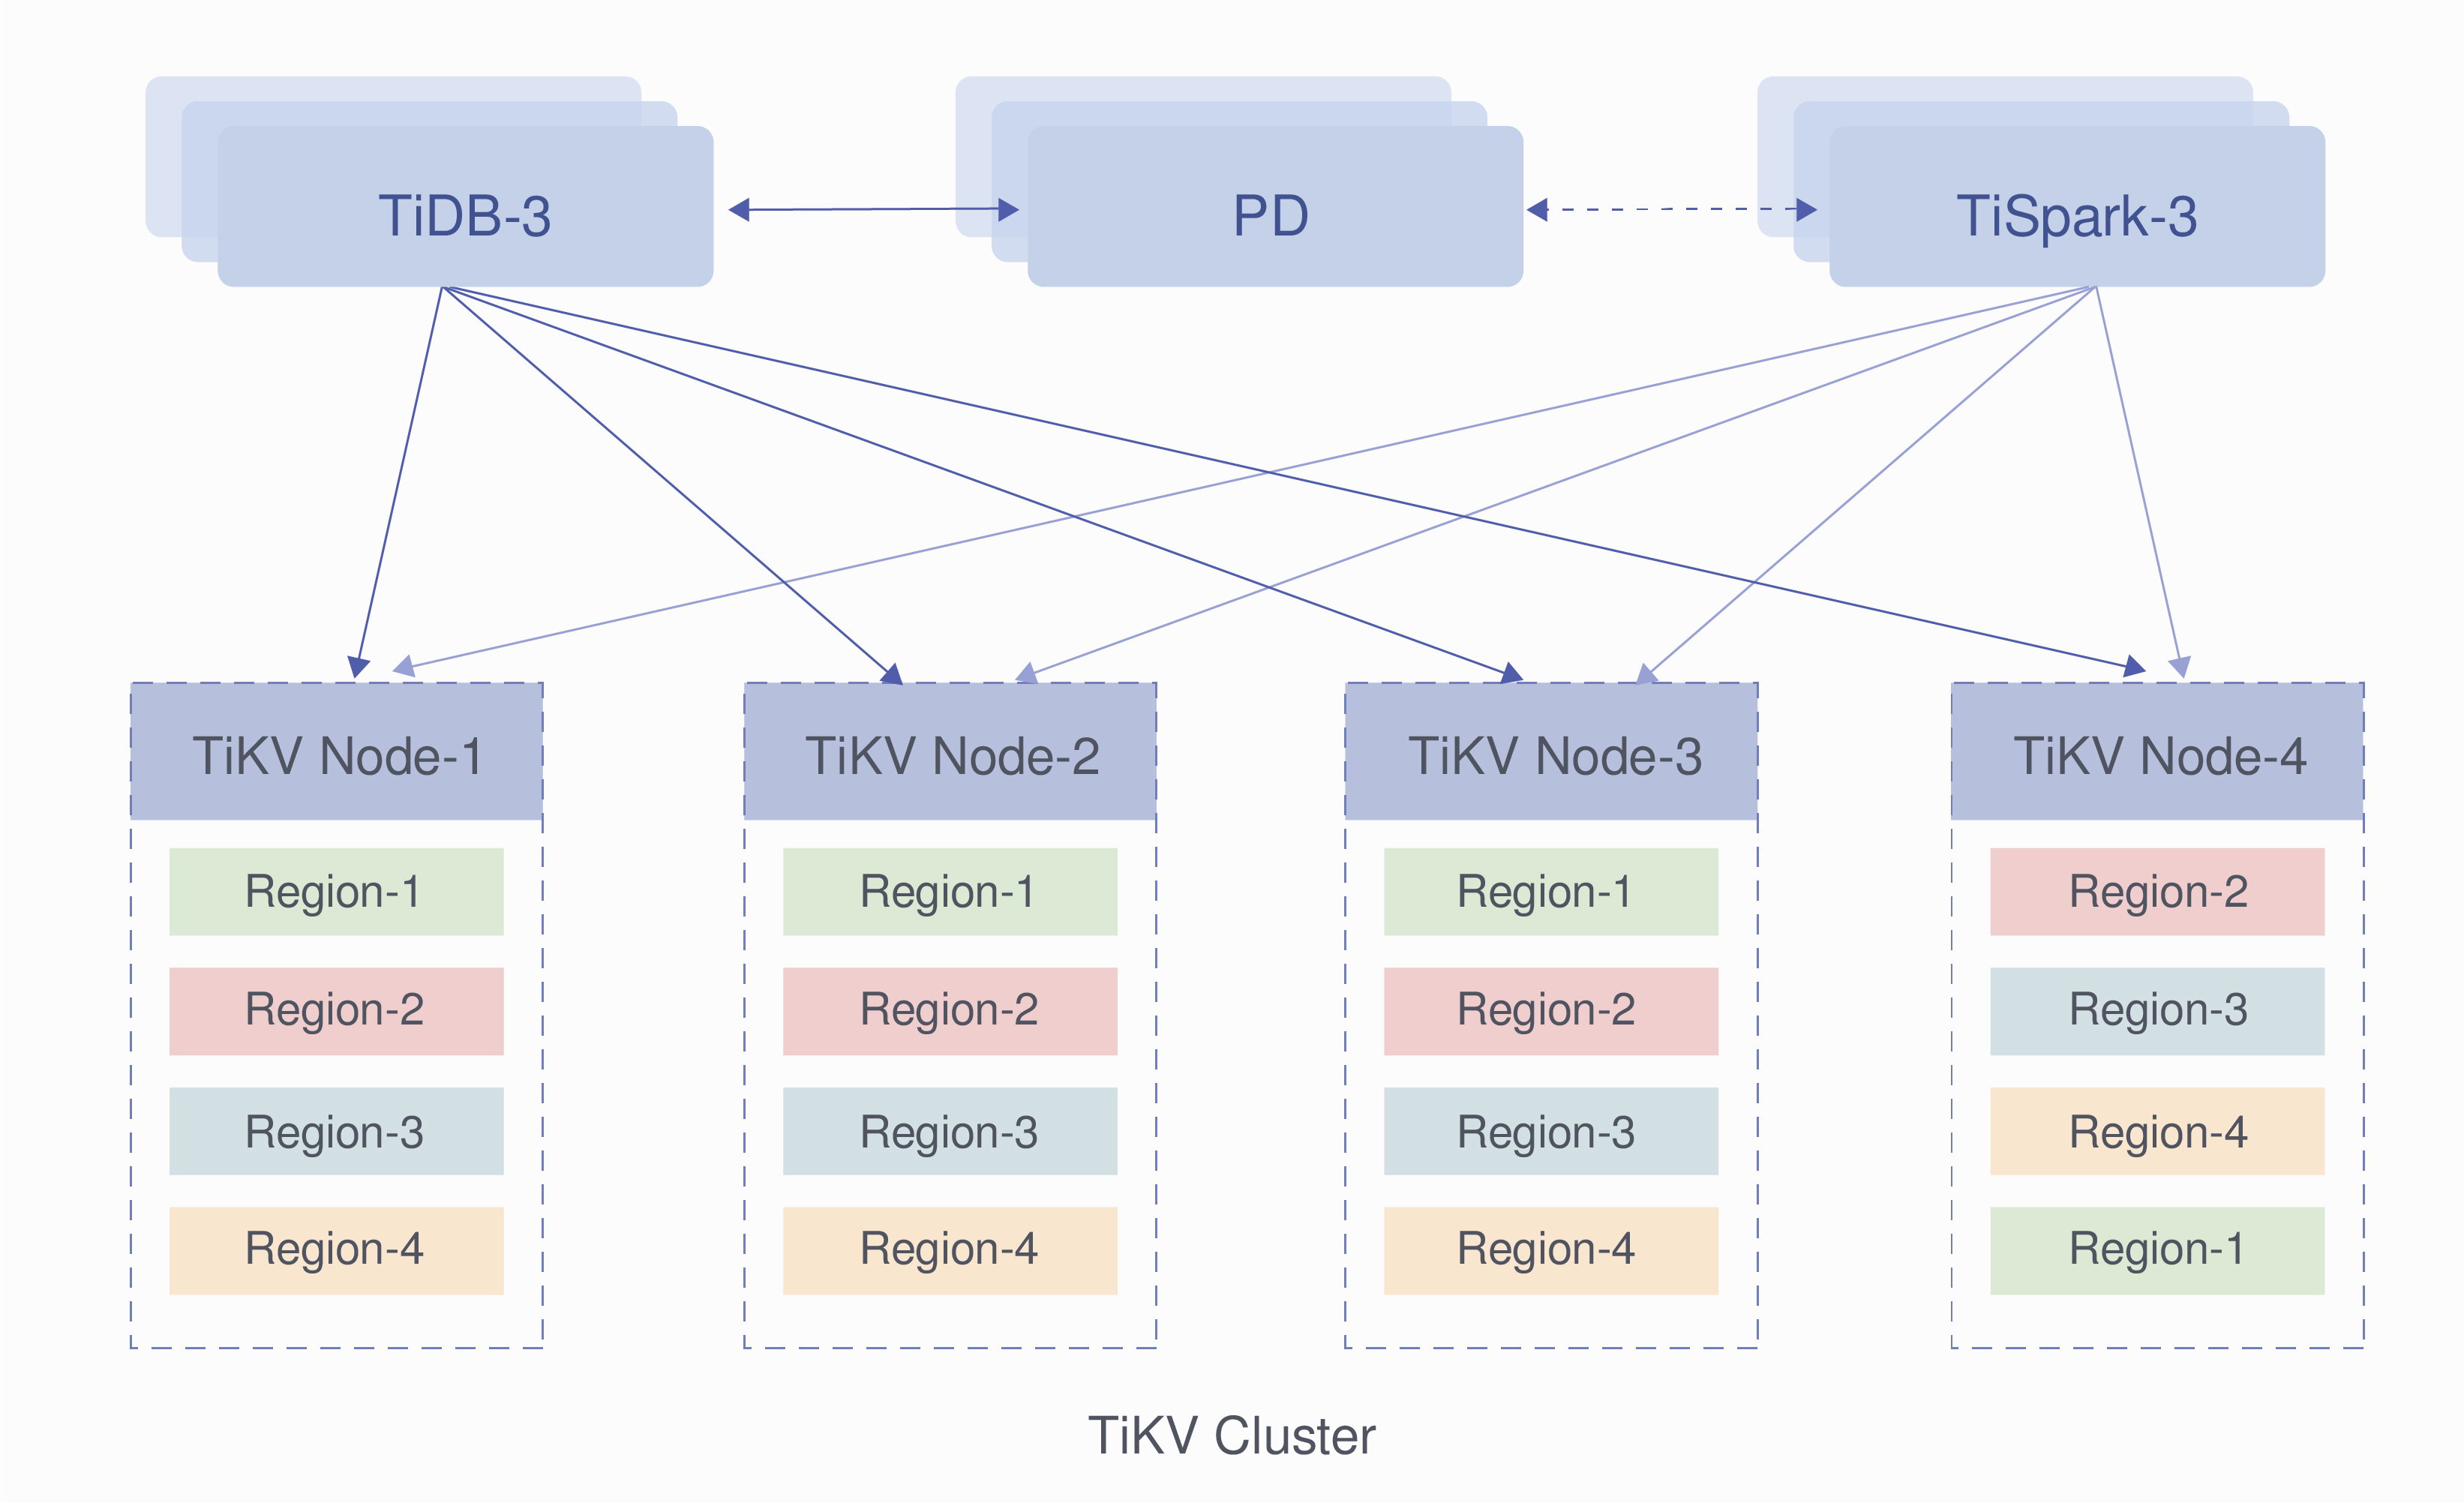 TiDB-3
PD
TiSpark-3
TiKV Node-1
Region-1
Region-2
Region-3
Region-4
TiKV Node-2
Region-1
Region-2
Region-3
Region-4
TiKV Node-3
Region-1
Region-2
Region-3
Region-4
TiKV Node-4
Region-2
Region-3
Region-4
Region-1
TiKV Cluster